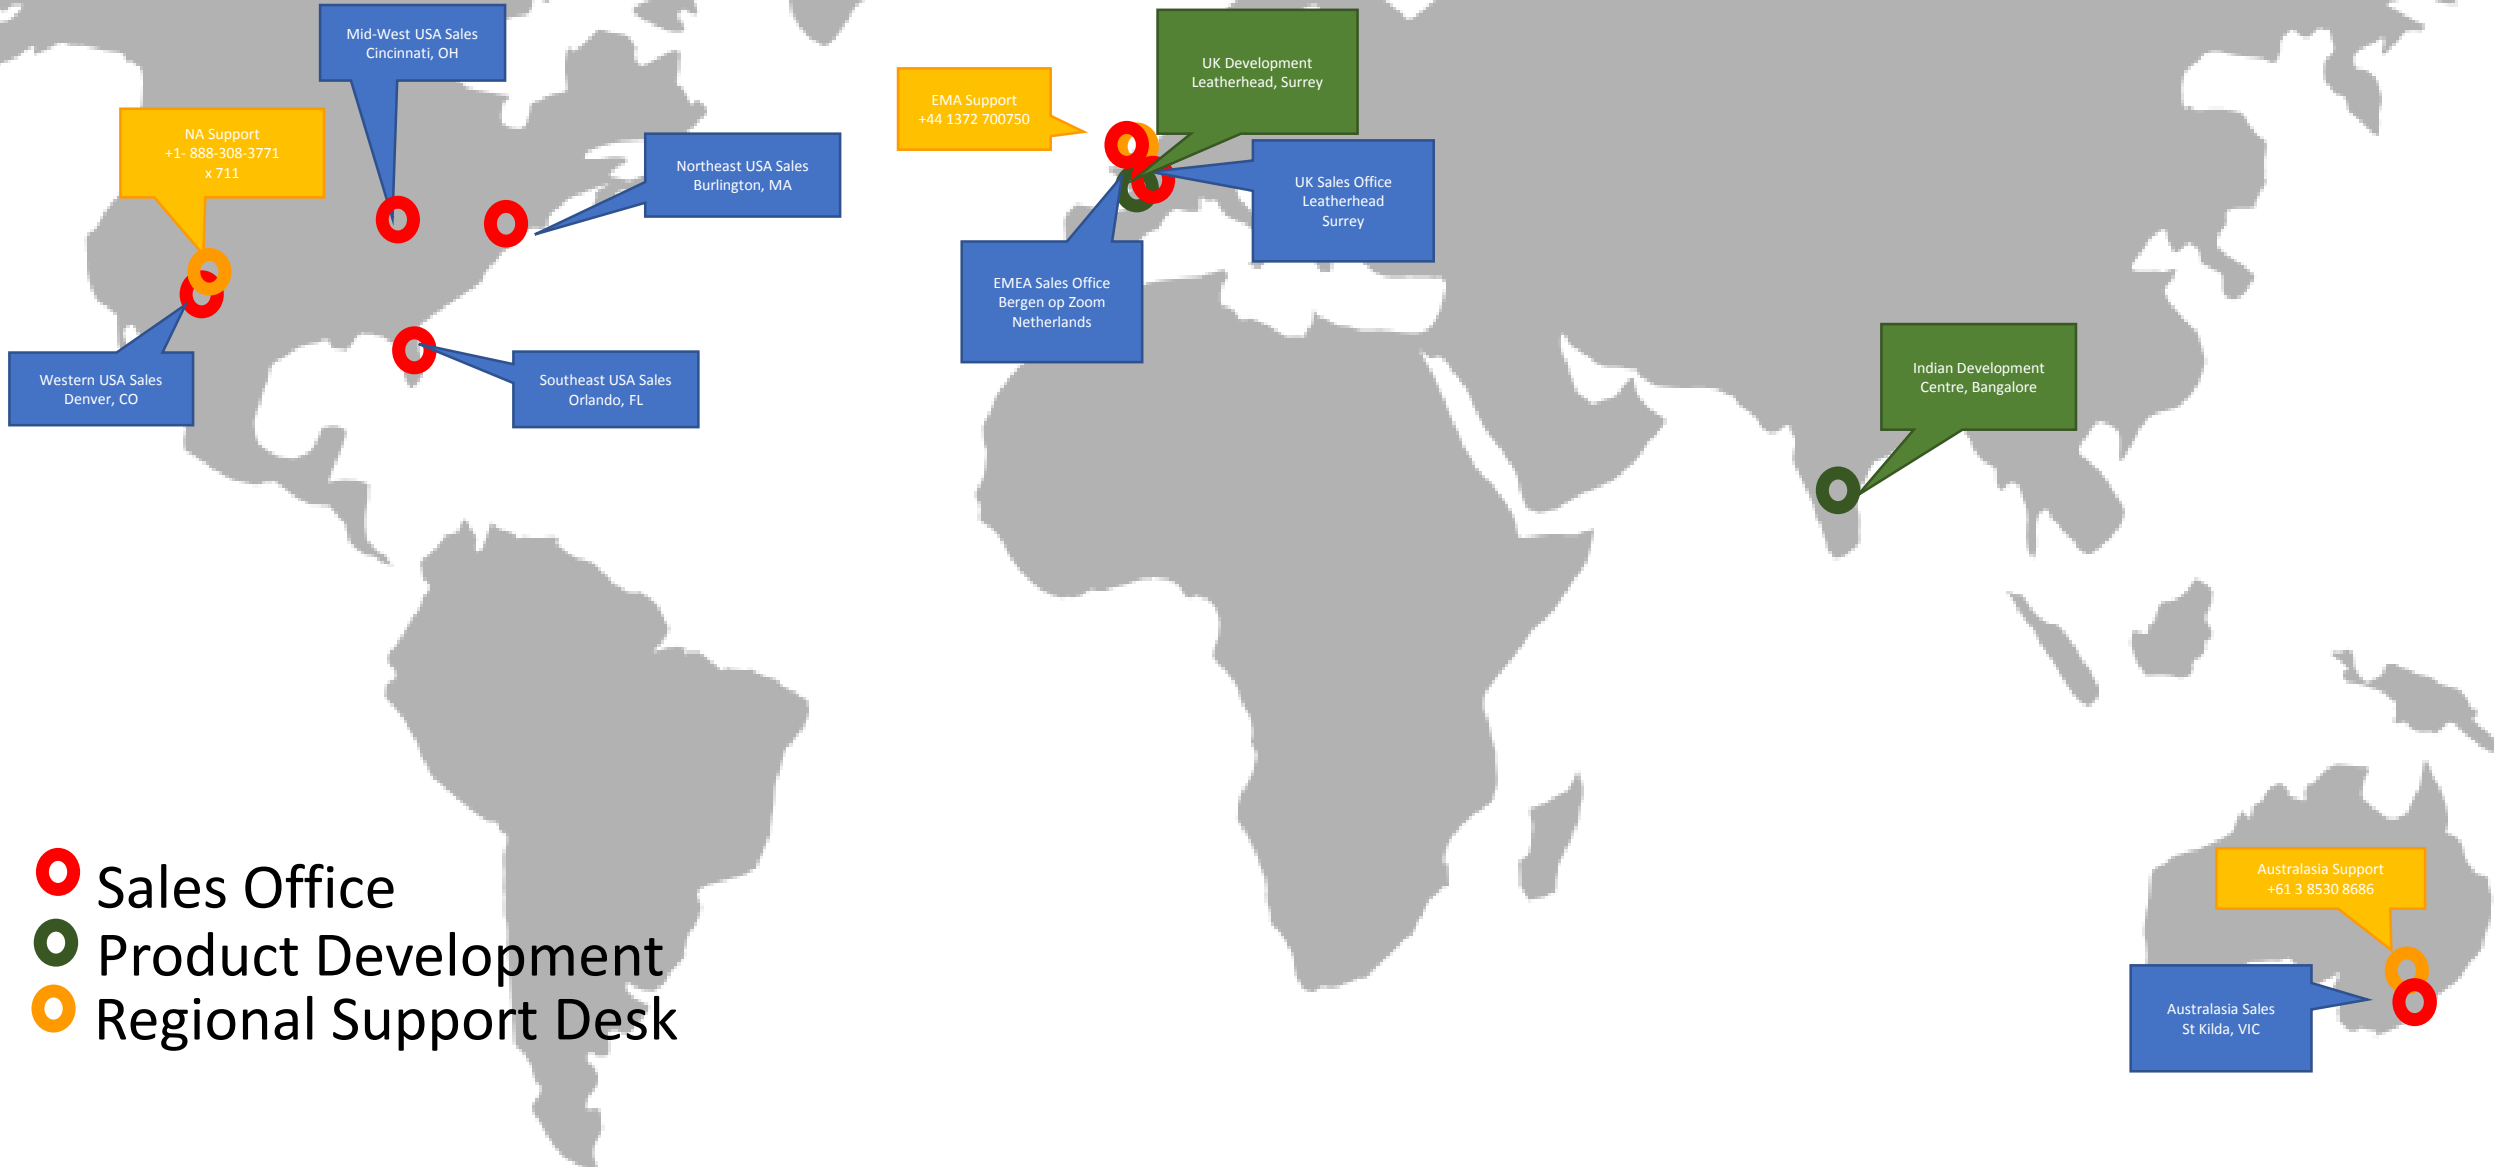 Mid-West USA Sales
Cincinnati, OH
NA Support
+1- 888-308-3771
x 711
Northeast USA Sales
Burlington, MA
Western USA Sales
Denver, CO
Southeast USA Sales
Orlando, FL
EMA Support
+44 1372 700750
UK Development
Leatherhead, Surrey
UK Sales Office
Leatherhead
Surrey
EMEA Sales Office
Bergen op Zoom
Netherlands
Indian Development
Centre, Bangalore
Australasia Support
+61 3 8530 8686
Australasia Sales
St Kilda, VIC
Sales Office
Product Development
Regional Support Desk